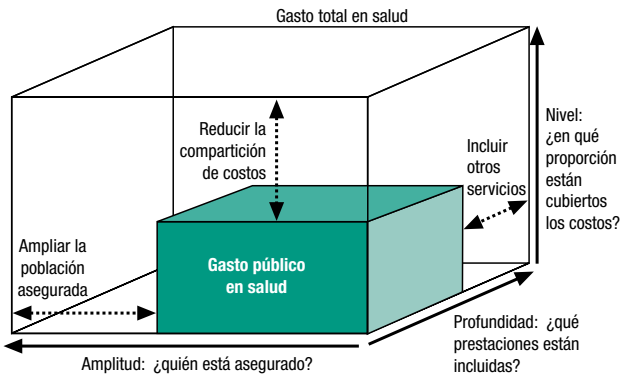 Gasto total en salud
Reducir la
compartición
de costos
Incluir
otros
servicios
Nivel:
¿en qué
proporción
están
cubiertos
los costos?
Ampliar la
población
asegurada
Gasto público
en salud
Profundidad: ¿qué
prestaciones están
incluidas?
Amplitud: ¿quién está asegurado?